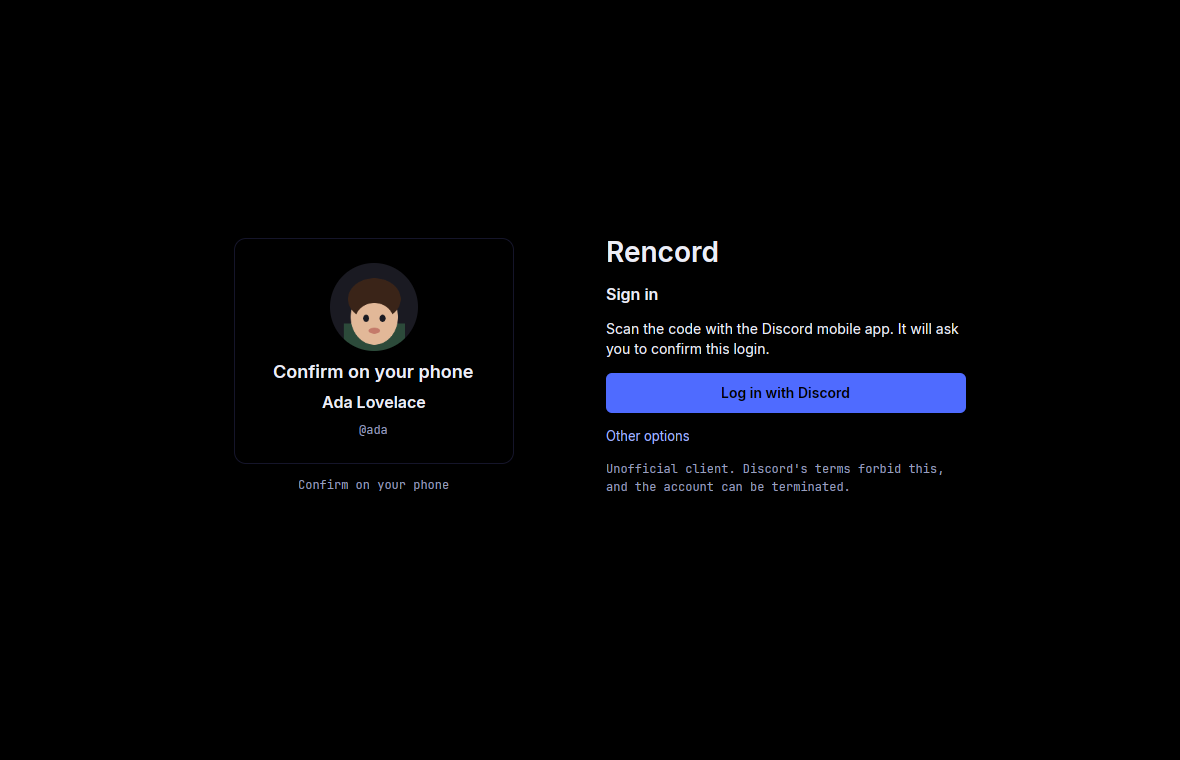 Confirm on your phone
Ada Lovelace
@ada
Confirm on your phone
Rencord
Sign in
Scan the code with the Discord mobile app. It will ask
you to confirm this login.
Log in with Discord
Other options
Unofficial client. Discord's terms forbid this,
and the account can be terminated.